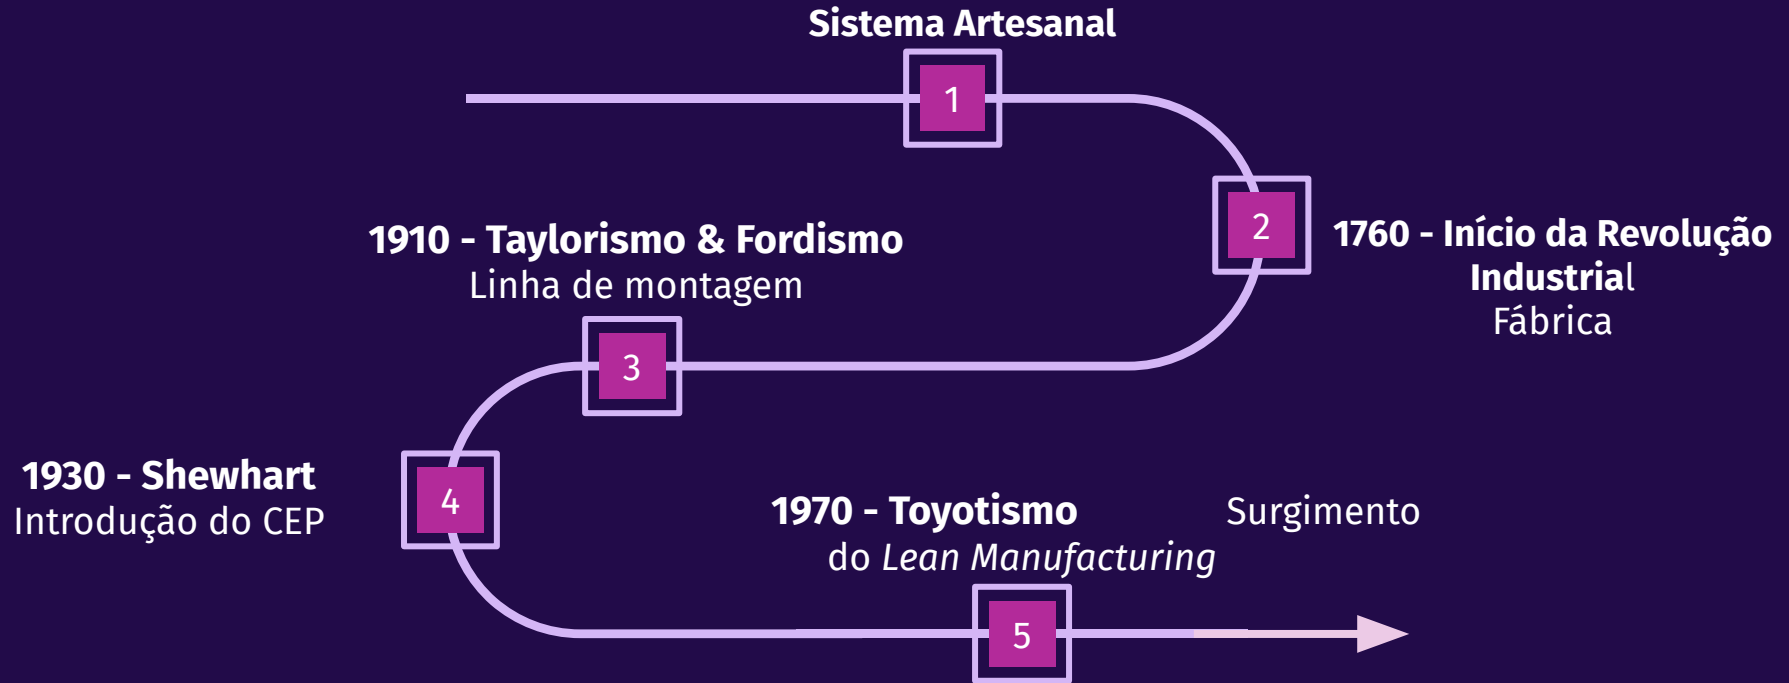 Sistema Artesanal
1
2
1760 - Início da Revolução
Industrial
Fábrica
1910 - Taylorismo & Fordismo
Linha de montagem
3
1930 - Shewhart
Introdução do CEP
4
1970 - Toyotismo Surgimento
do Lean Manufacturing
5